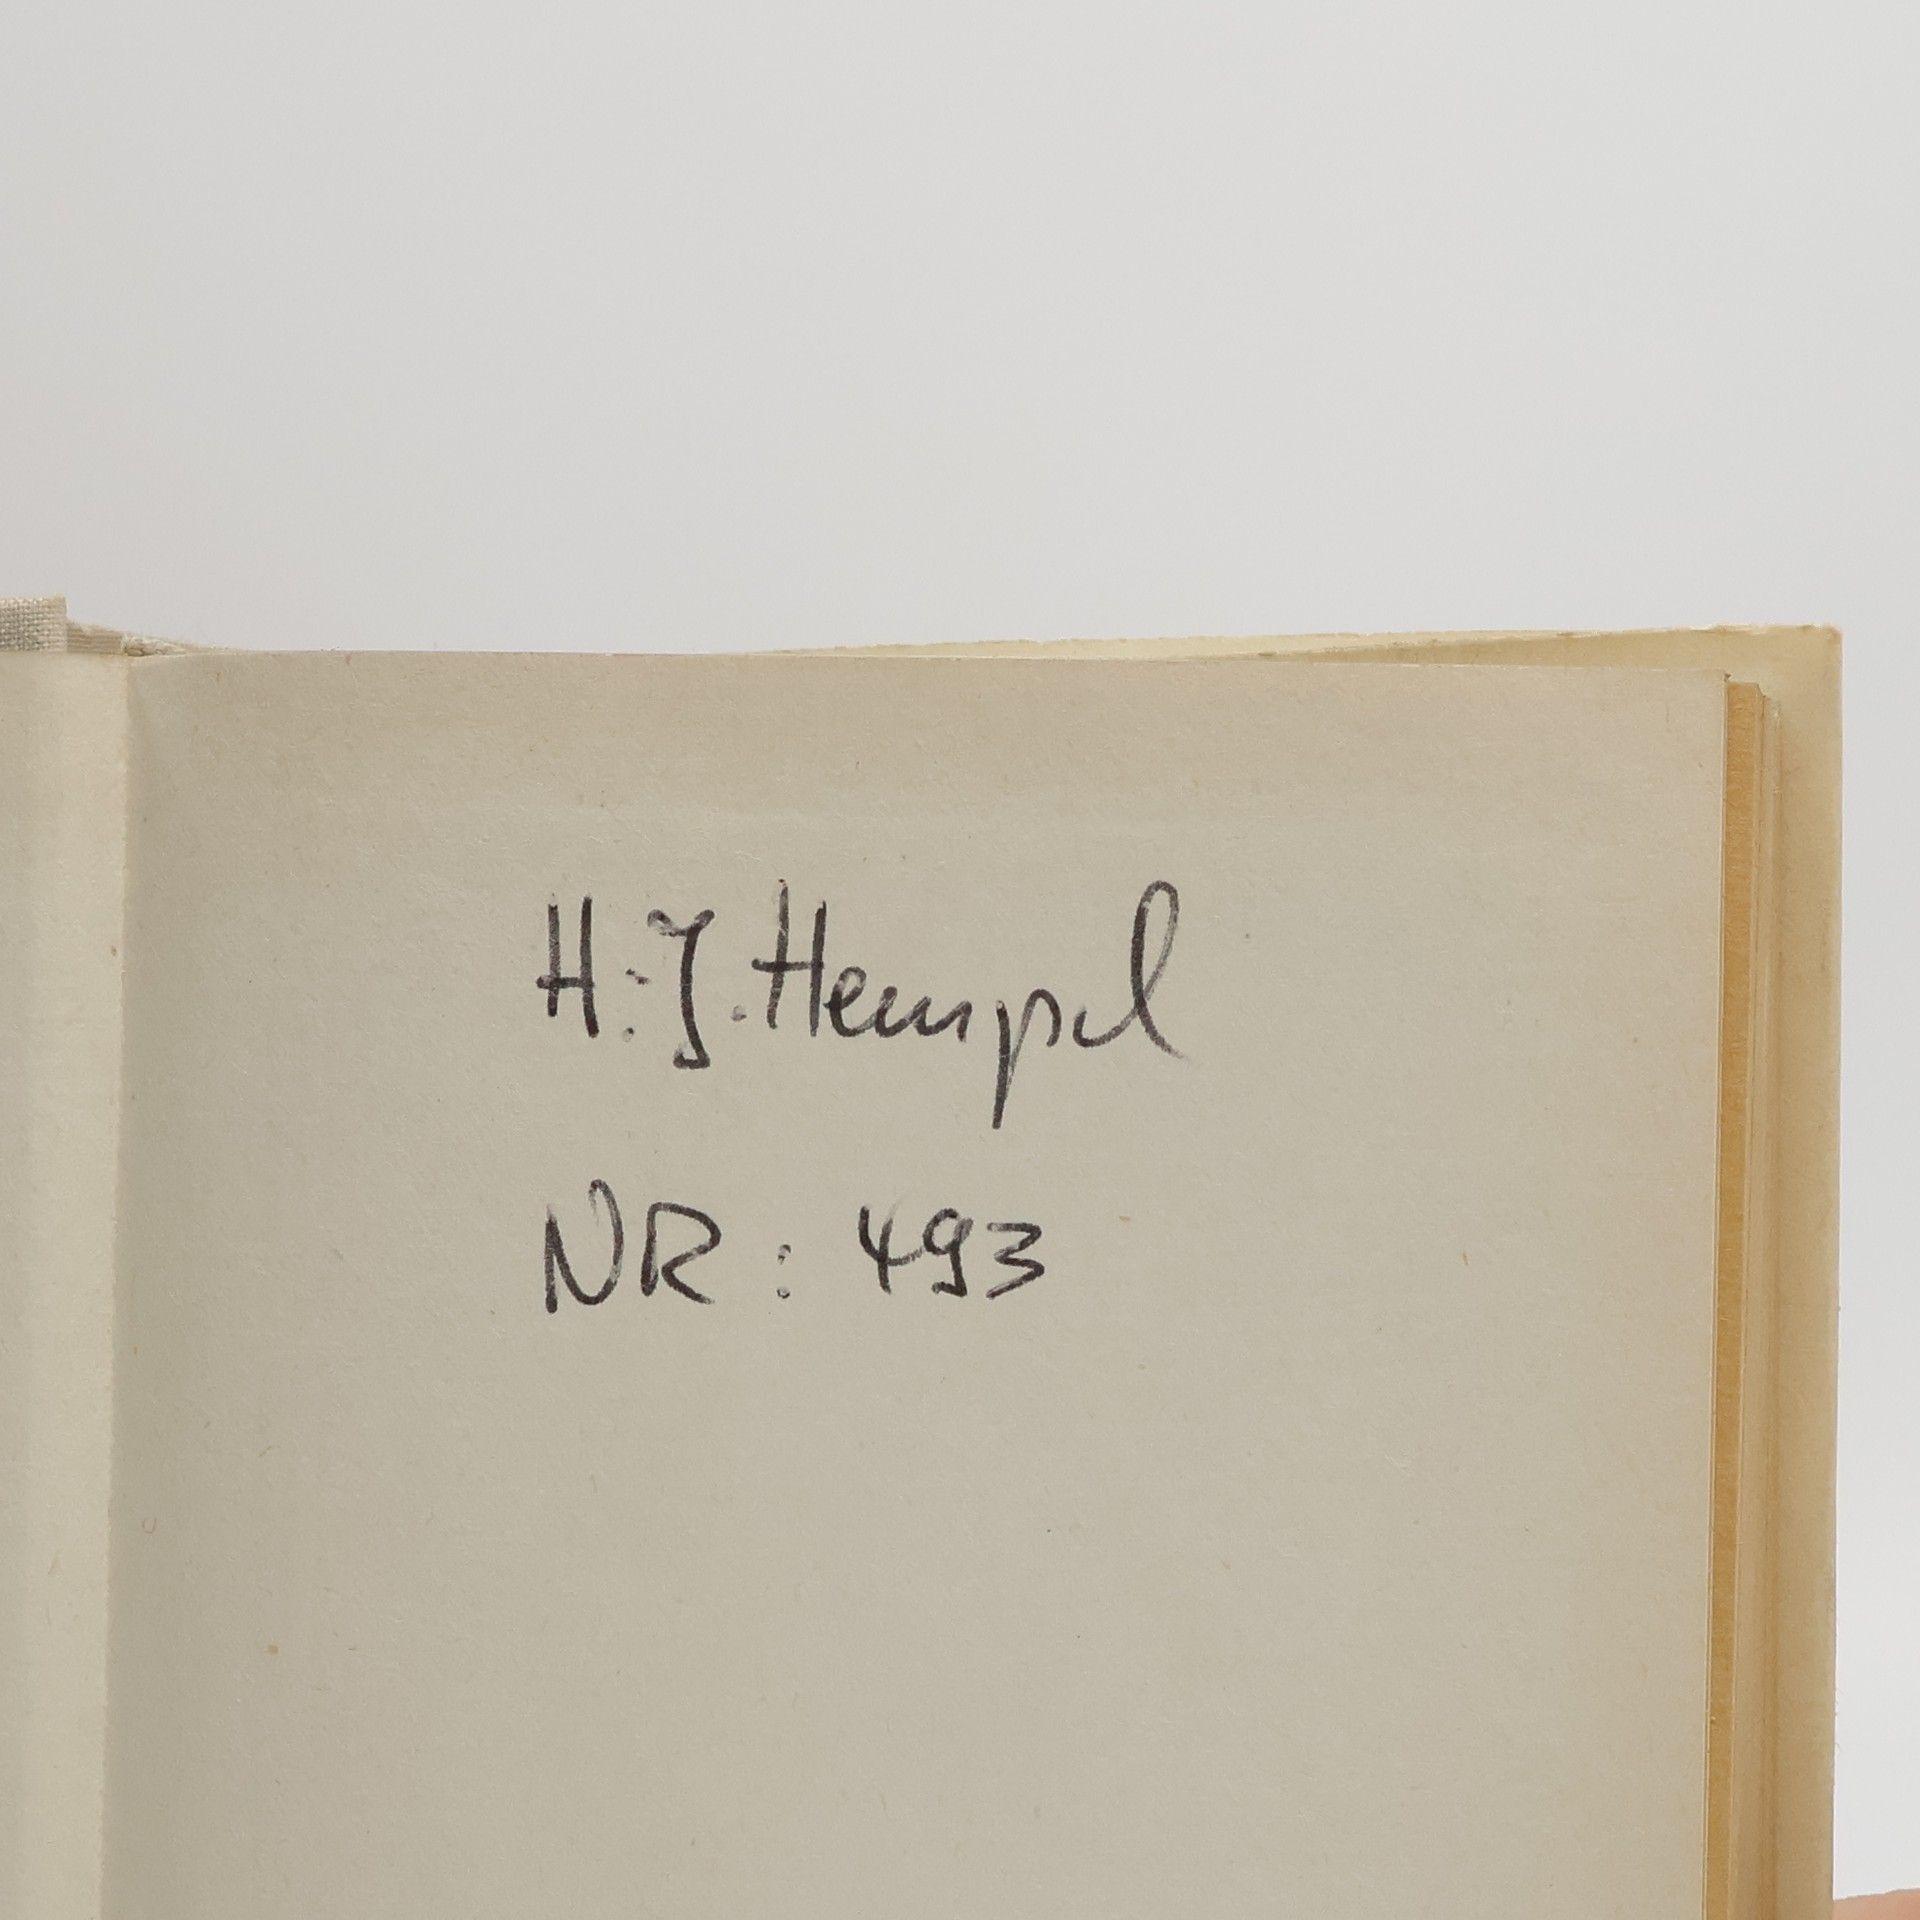 H.-J. Hempel
NR: 493